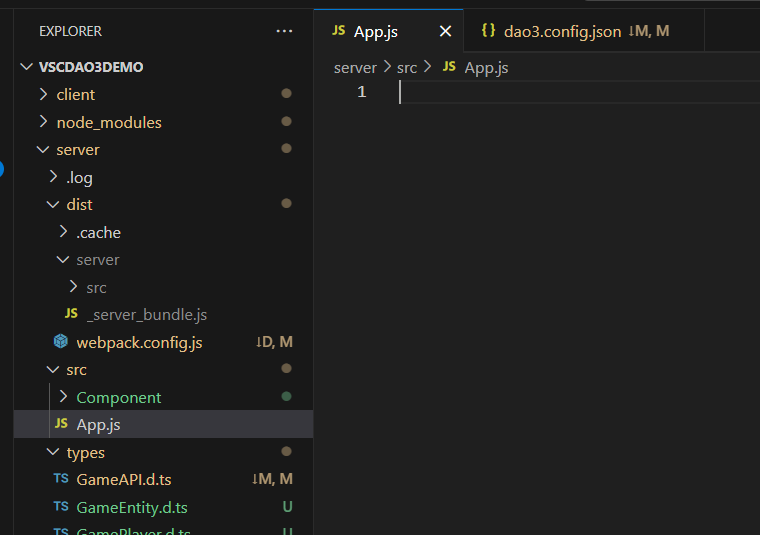 EXPLORER ···
JS App.js
{} dao3.config.json ↓M, M
server > src > JS App.js
1
VSCDAO3DEMO
client
node_modules
server
.log
dist
.cache
server
src
JS _server_bundle.js
webpack.config.js ↓D, M
src
Component
JS App.js
types
TS GameAPI.d.ts ↓M, M
TS GameEntity.d.ts U
TS GamePlayer.d.ts U